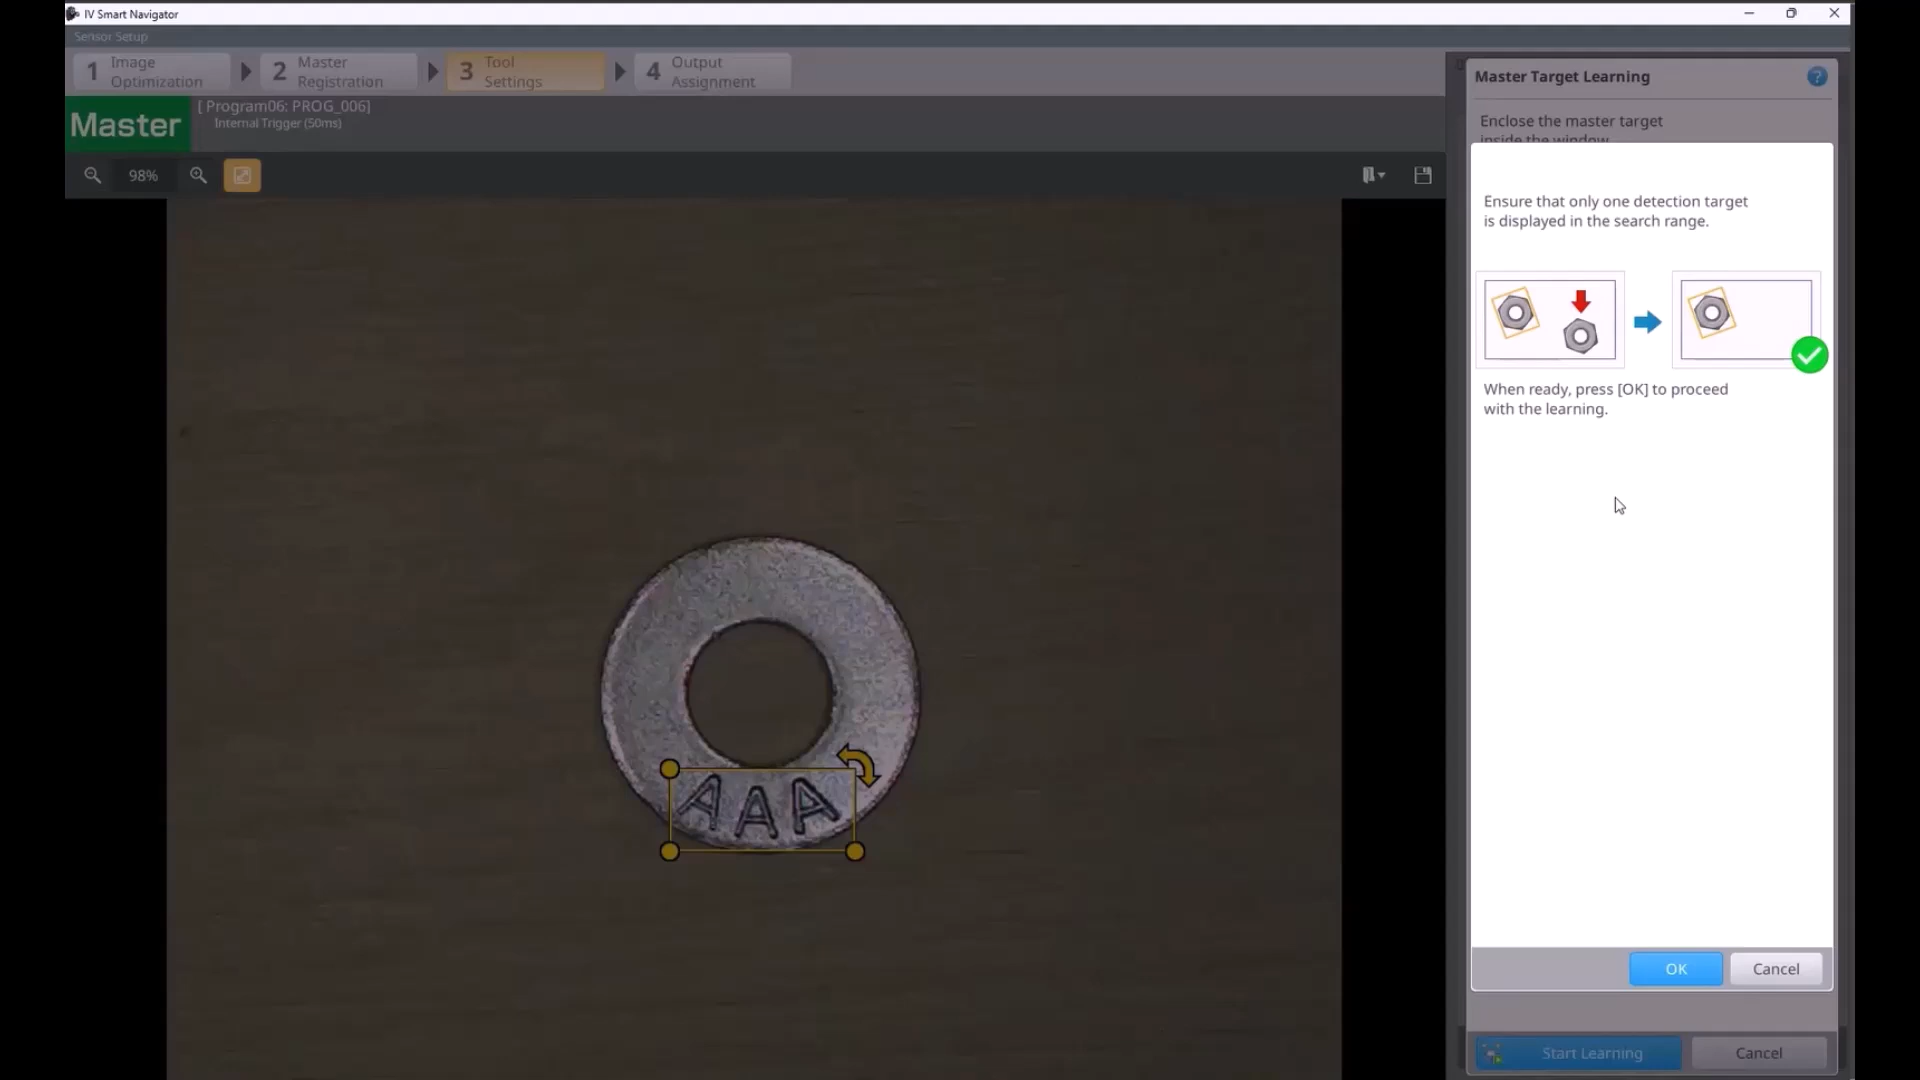 IV Smart Navigator
Sensor Setup
1 Image Optimization
2 Master Registration
3 Tool Settings
4 Output Assignment
Master
[ Program06: PROG_006]
Internal Trigger (50ms)
98%
AAA
Master Target Learning
?
Enclose the master target
inside the window
Ensure that only one detection target
is displayed in the search range.
When ready, press [OK] to proceed
with the learning.
OK
Cancel
Start Learning
Cancel